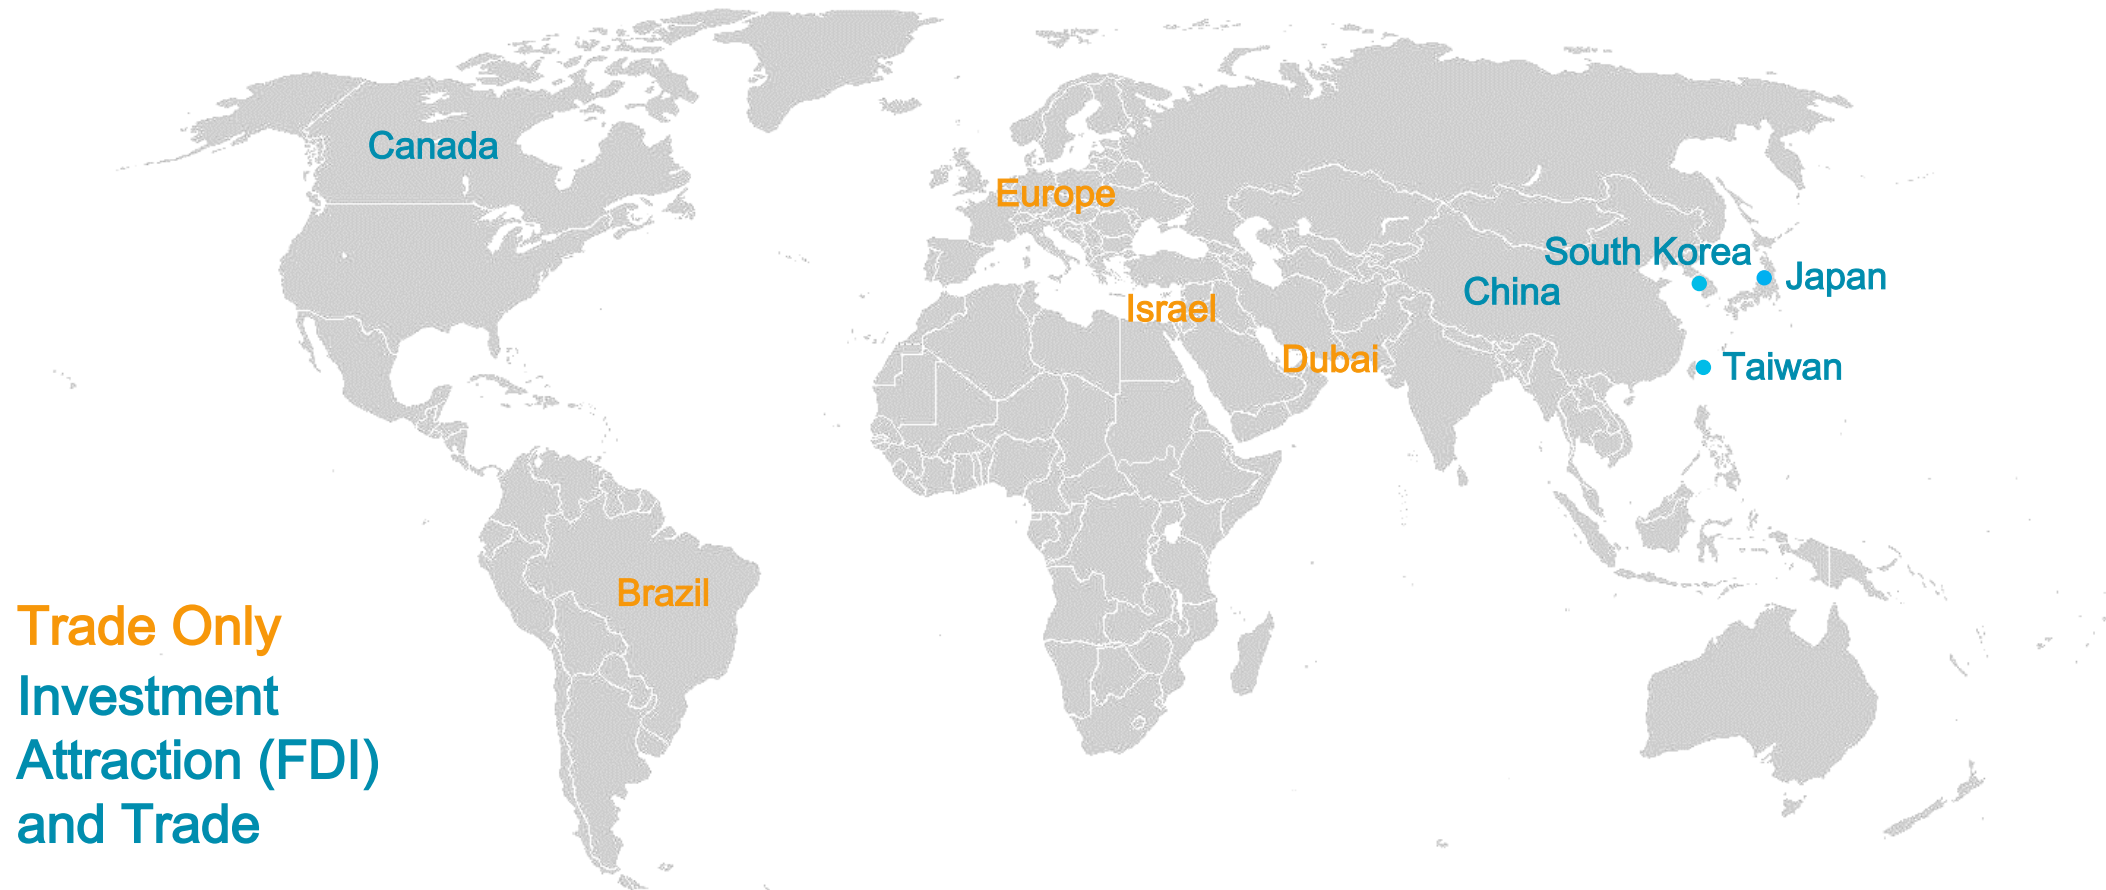 Canada
Europe
South Korea
Japan
China
Israel
Dubai
Taiwan
Brazil
Trade Only
Investment
Attraction (FDI)
and Trade